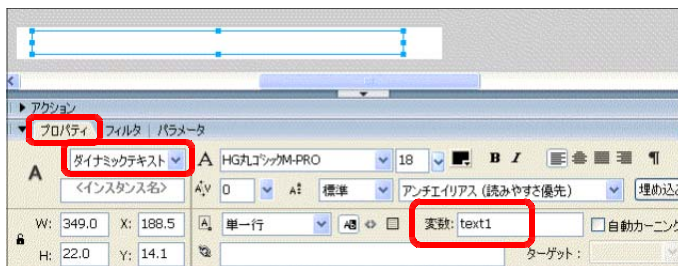 アクション
プロパティ フィルタ パラメータ
A ダイナミックテキスト A HG丸ゴシックM-PRO 18 B I ¶
<インスタンス名> A/V 0 標準 アンチエイリアス (読みやすさ優先) 埋め込
W: 349.0 X: 188.5 A 単一行 AB 変数: text1 自動カーニング
H: 22.0 Y: 14.1 ターゲット: